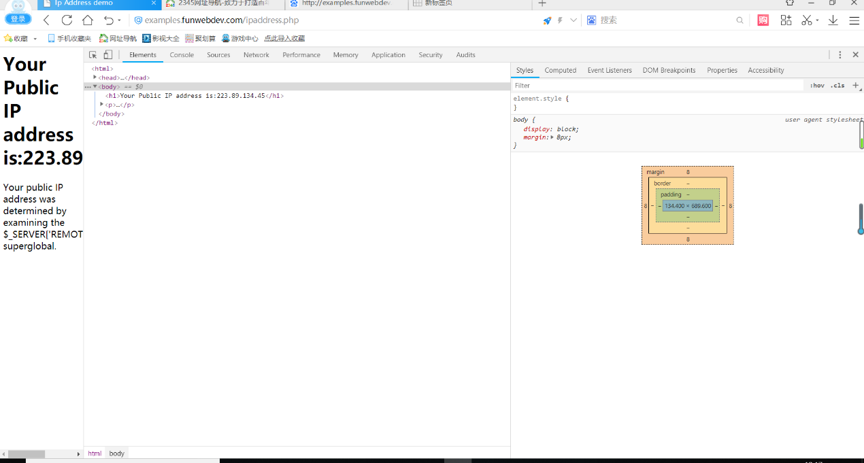 Ip Address demo
2345网址导航-致力于打造百年
http://examples.funwebdev
新标签页
登录
examples.funwebdev.com/ipaddress.php
搜索
收藏 手机收藏夹 网址导航 影视大全 聚划算 游戏中心 点此导入收藏
Your
Public
IP
address
is:223.89
Your public IP
address was
determined by
examining the
$_SERVER['REMOT
superglobal.
Elements Console Sources Network Performance Memory Application Security Audits
<html>
<head>…</head>
<body> == $0
<h1>Your Public IP address is:223.89.134.45</h1>
<p>…</p>
</body>
</html>
html body
Styles Computed Event Listeners DOM Breakpoints Properties Accessibility
Filter :hov .cls +
element.style {
}
body { user agent stylesheet
display: block;
margin: 8px;
}
margin 8
border –
padding –
8 – – 134.400 × 689.600 – – 8
–
–
8